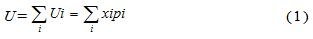 U= ∑i Ui = ∑i xipi (1)